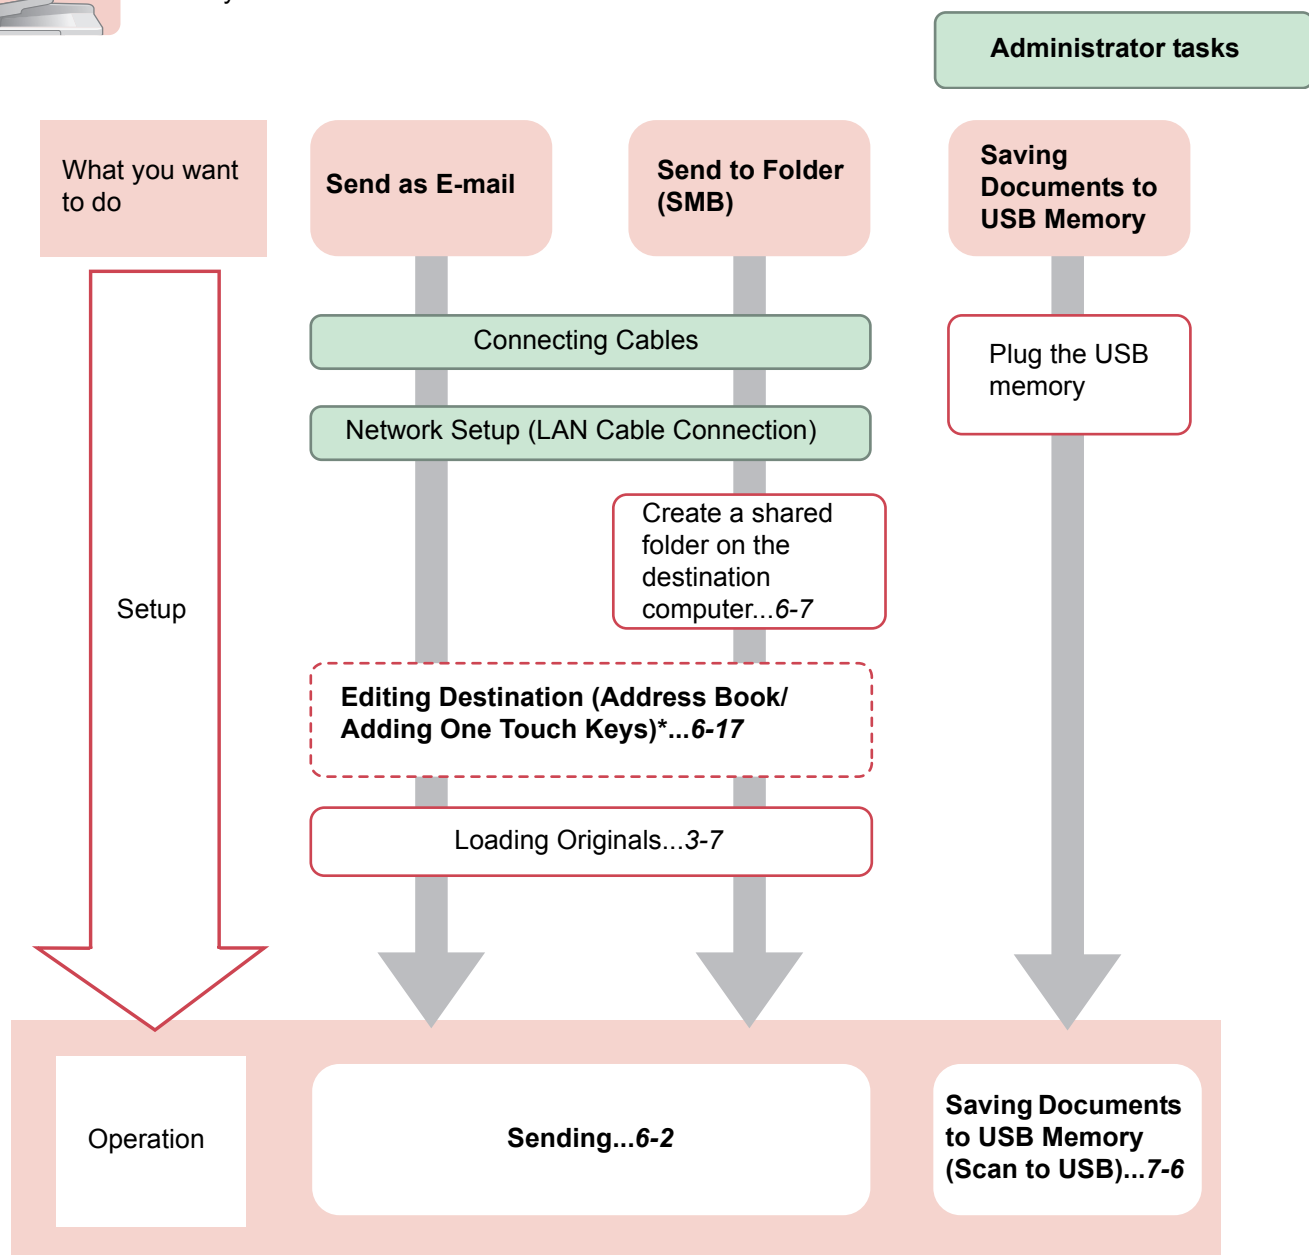 Administrator tasks
What you want
to do
Send as E-mail
Send to Folder
(SMB)
Saving
Documents to
USB Memory
Connecting Cables
Plug the USB
memory
Network Setup (LAN Cable Connection)
Create a shared
folder on the
destination
computer...6-7
Setup
Editing Destination (Address Book/
Adding One Touch Keys)*...6-17
Loading Originals...3-7
Operation
Sending...6-2
Saving Documents
to USB Memory
(Scan to USB)...7-6